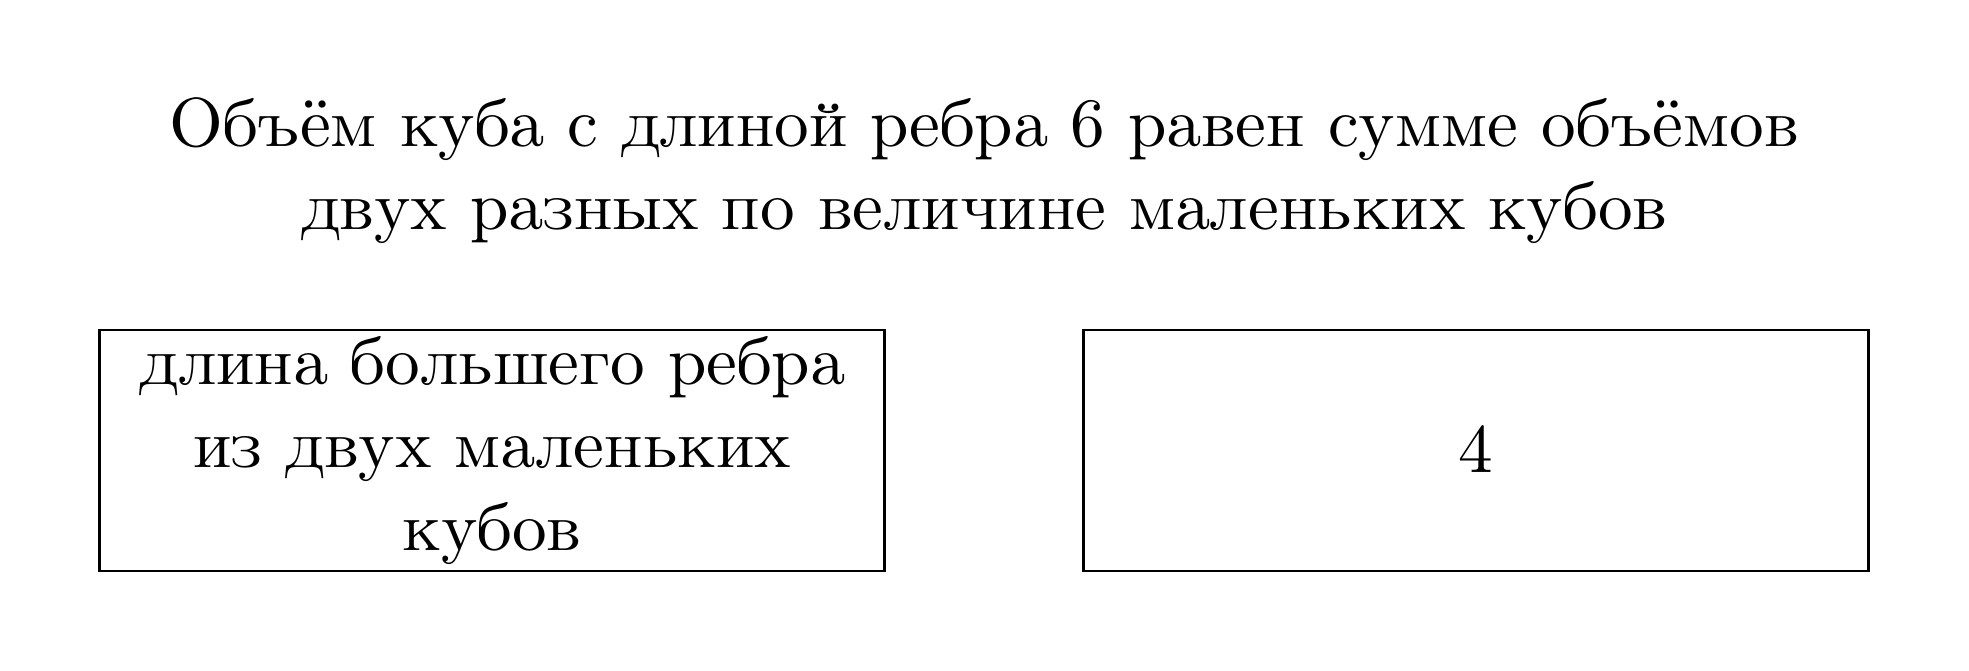 Объём куба с длиной ребра 6 равен сумме объёмов
двух разных по величине маленьких кубов
длина большего ребра
из двух маленьких
кубов
4